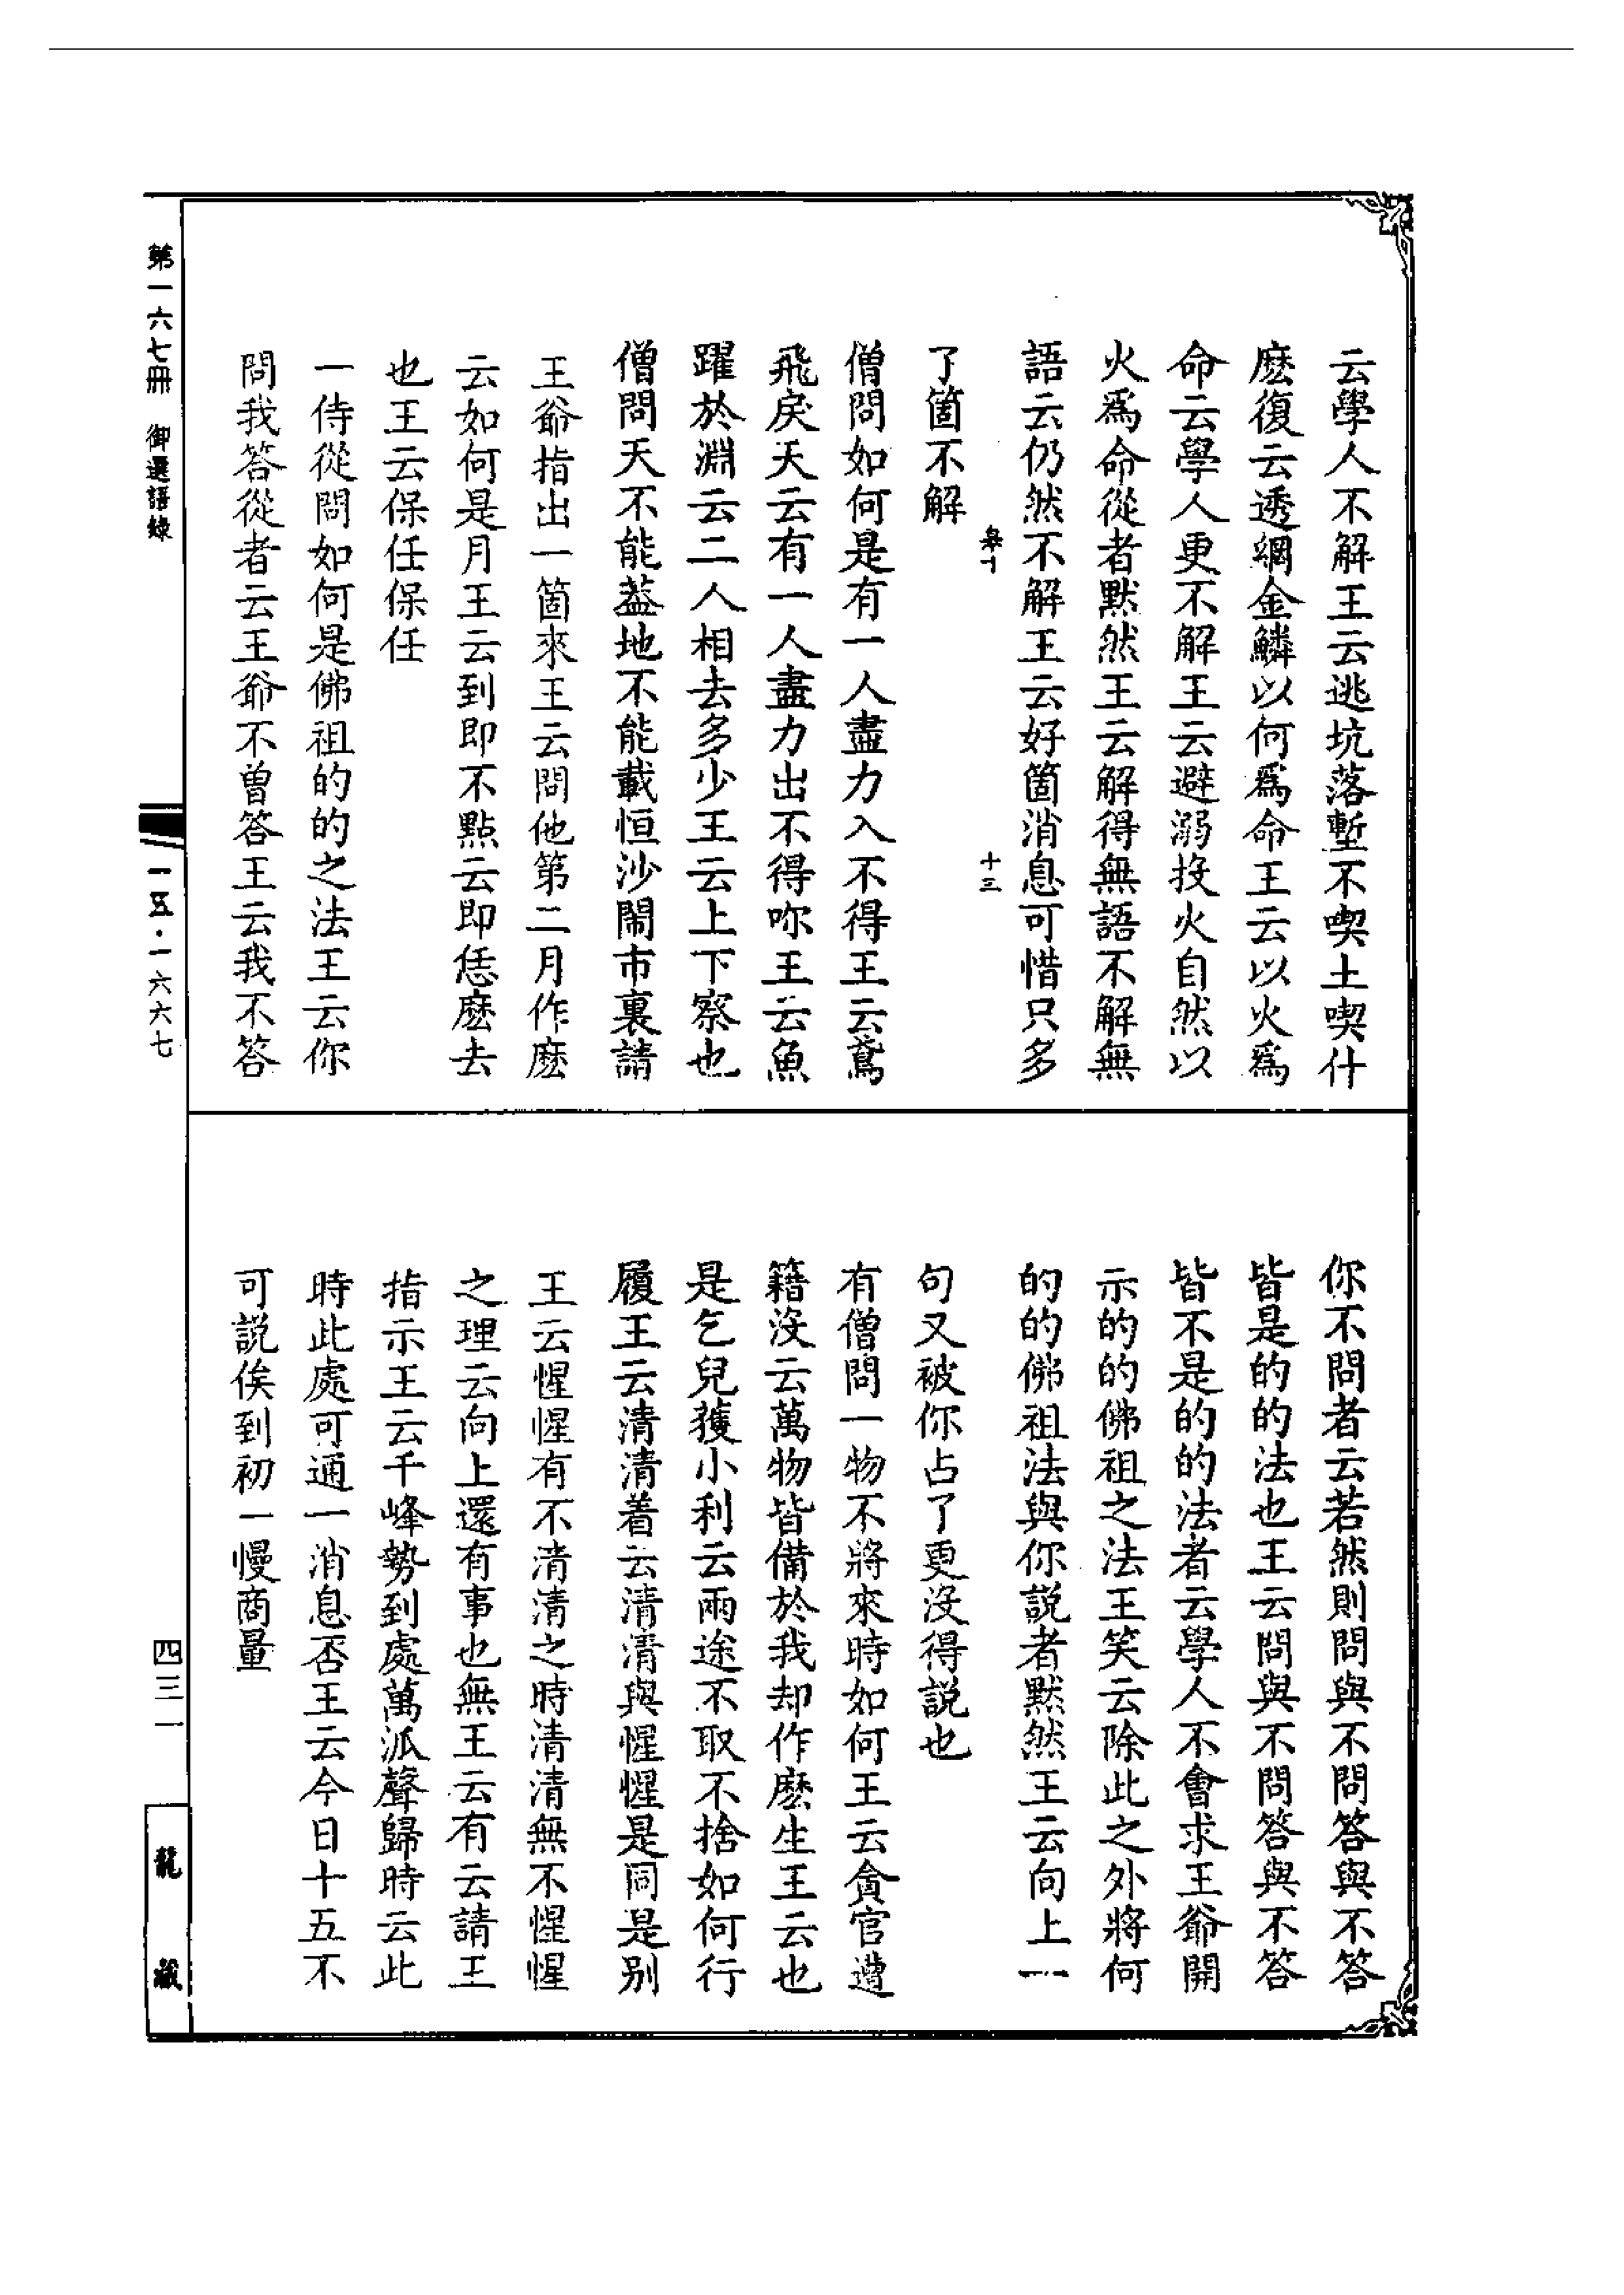 云學人不解王云逃坑落塹不喫土喫什
麽復云透網金鱗以何爲命王云以火爲
命云學人更不解王云避溺投火自然以
火爲命從者默然王云解得無語不解無
語云仍然不解王云好箇消息可惜只多
十三
了箇不解
僧問如何是有一人盡力入不得王云鳶
飛戾天云有一人盡力出不得咻王云魚
躍於淵云二人相去多少王云上下察也
僧問天不能葢地不能載恒沙鬧市裏請
王爺指出一箇來王云問他第二月作麽
云如何是月王云到即不點云即恁麽去
也王云保任保任
一侍從問如何是佛祖的的之法王云你
問我答從者云王爺不曾答王云我不答
你不問者云若然則問與不問答與不答
皆是的的法也王云問與不問答與不答
皆不是的的法者云學人不會求王爺開
示的的佛祖之法王笑云除此之外將何
的的佛祖法與你説者默然王云向上一
句又被你占了更沒得説也
有僧問一物不將來時如何王云貪官遭
籍沒云萬物皆備於我却作麽生王云也
是乞兒獲小利云兩途不取不捨如何行
履王云清清着云清清與惺惺是同是别
王云惺惺有不清清之時清清無不惺惺
之理云向上還有事也無王云有云請王
指示王云千峰勢到處萬派聲歸時云此
時此處可通一消息否王云今日十五不
可説俟到初一慢商量
第一六七冊 御選語錄
一五·一六六七
四三一
龍藏